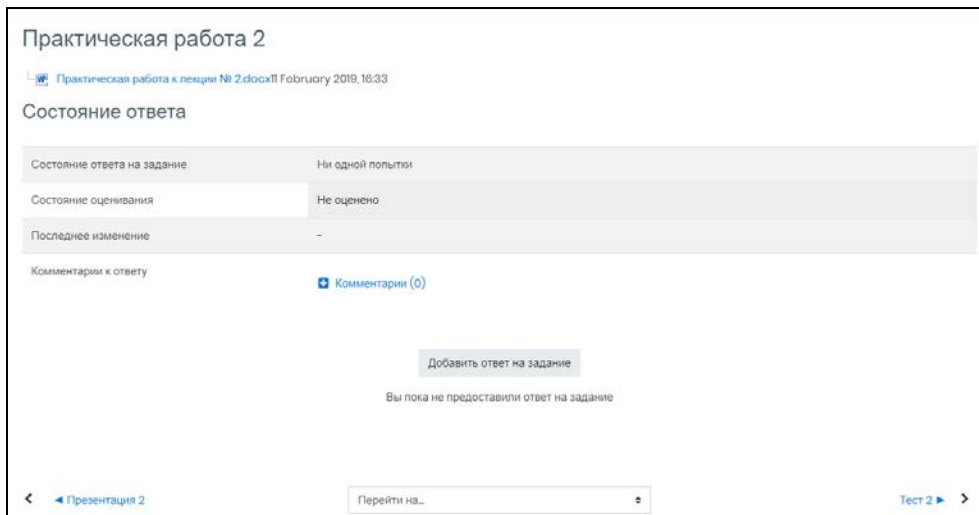 Практическая работа 2
Практическая работа к лекции № 2.docx11 February 2019, 16:33
Состояние ответа
Состояние ответа на задание Ни одной попытки
Состояние оценивания Не оценено
Последнее изменение -
Комментарии к ответу Комментарии (0)
Добавить ответ на задание
Вы пока не предоставили ответ на задание
◄ Презентация 2 Перейти на... Тест 2 ►